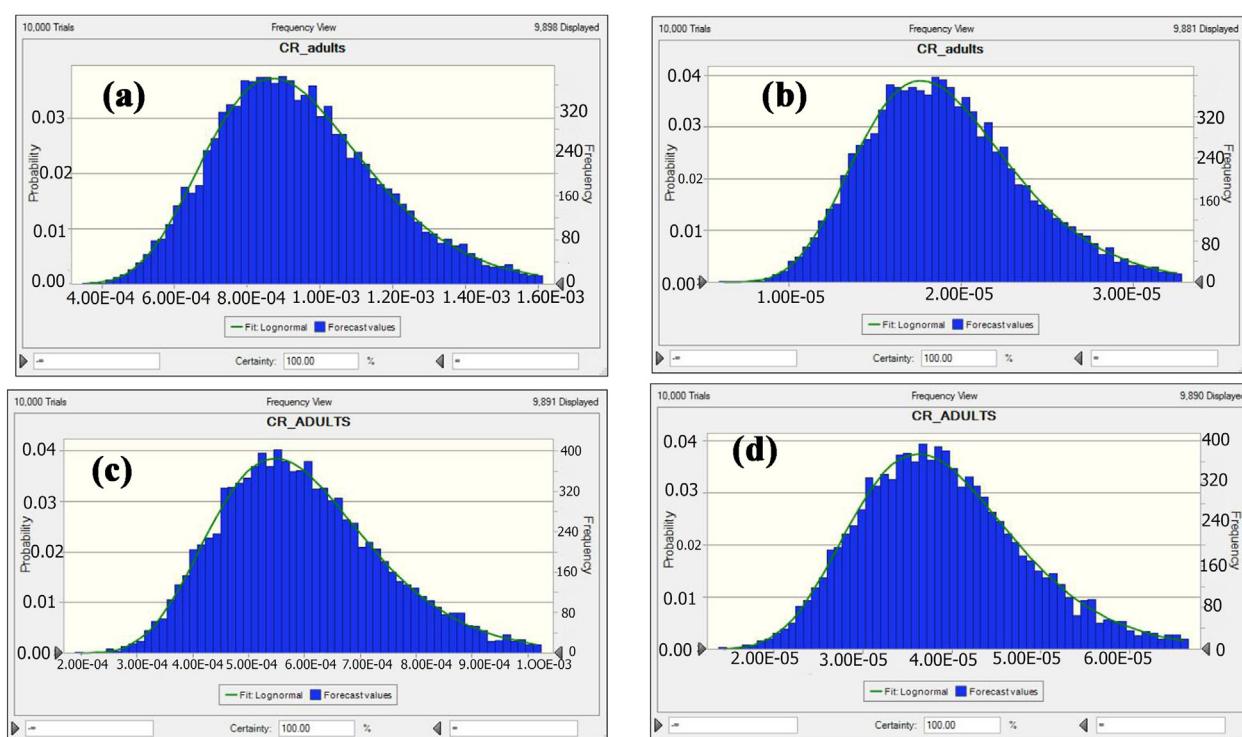 10,000 Trials Frequency View 9,898 Displayed
CR_adults
(a)
Probability
0.03
0.02
0.01
0.00
Frequency
320
240
160
80
0
4.00E-04 6.00E-04 8.00E-04 1.00E-03 1.20E-03 1.40E-03 1.60E-03
Fit: Lognormal Forecast values
-∞ Certainty: 100.00 % ∞
10,000 Trials Frequency View 9,881 Displayed
CR_adults
(b)
Probability
0.04
0.03
0.02
0.01
0.00
Frequency
320
240
160
80
0
1.00E-05 2.00E-05 3.00E-05
Fit: Lognormal Forecast values
-∞ Certainty: 100.00 % ∞
10,000 Trials Frequency View 9,891 Displayed
CR_ADULTS
(c)
Probability
0.04
0.03
0.02
0.01
0.00
Frequency
400
320
240
160
80
0
2.00E-04 3.00E-04 4.00E-04 5.00E-04 6.00E-04 7.00E-04 8.00E-04 9.00E-04 1.00E-03
Fit: Lognormal Forecast values
-∞ Certainty: 100.00 % ∞
10,000 Trials Frequency View 9,890 Displayed
CR_ADULTS
(d)
Probability
0.04
0.03
0.02
0.01
0.00
Frequency
400
320
240
160
80
0
2.00E-05 3.00E-05 4.00E-05 5.00E-05 6.00E-05
Fit: Lognormal Forecast values
-∞ Certainty: 100.00 % ∞